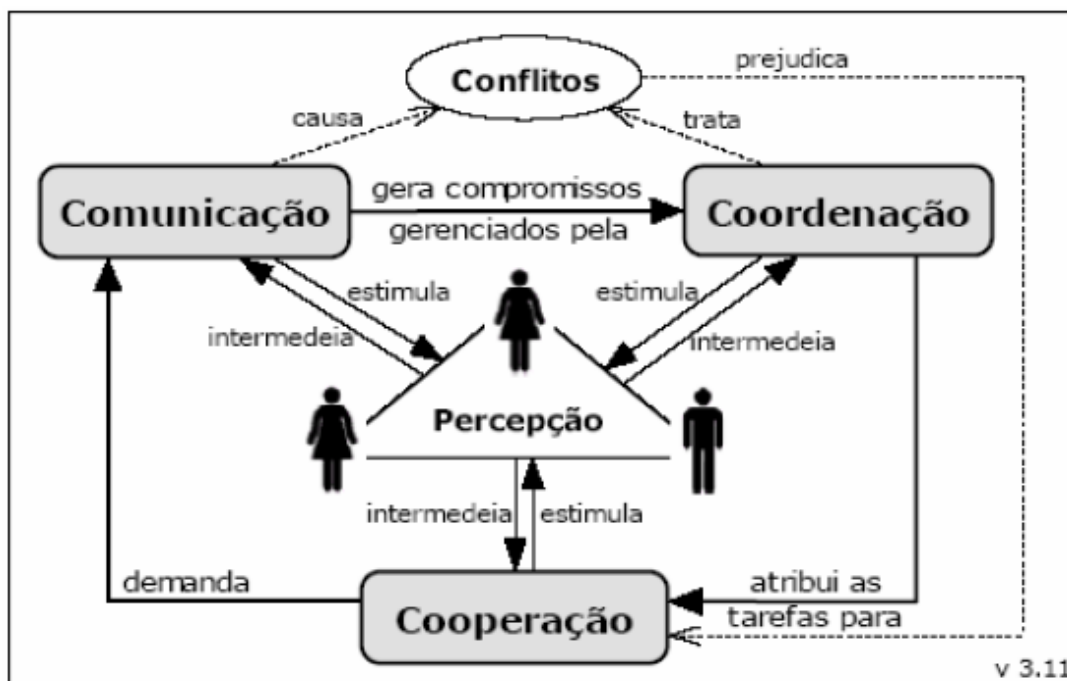 Conflitos
prejudica
causa
trata
Comunicação
gera compromissos
gerenciados pela
Coordenação
estimula
intermedeia
estimula
intermedeia
Percepção
intermedeia
estimula
demanda
Cooperação
atribui as
tarefas para
v 3.11